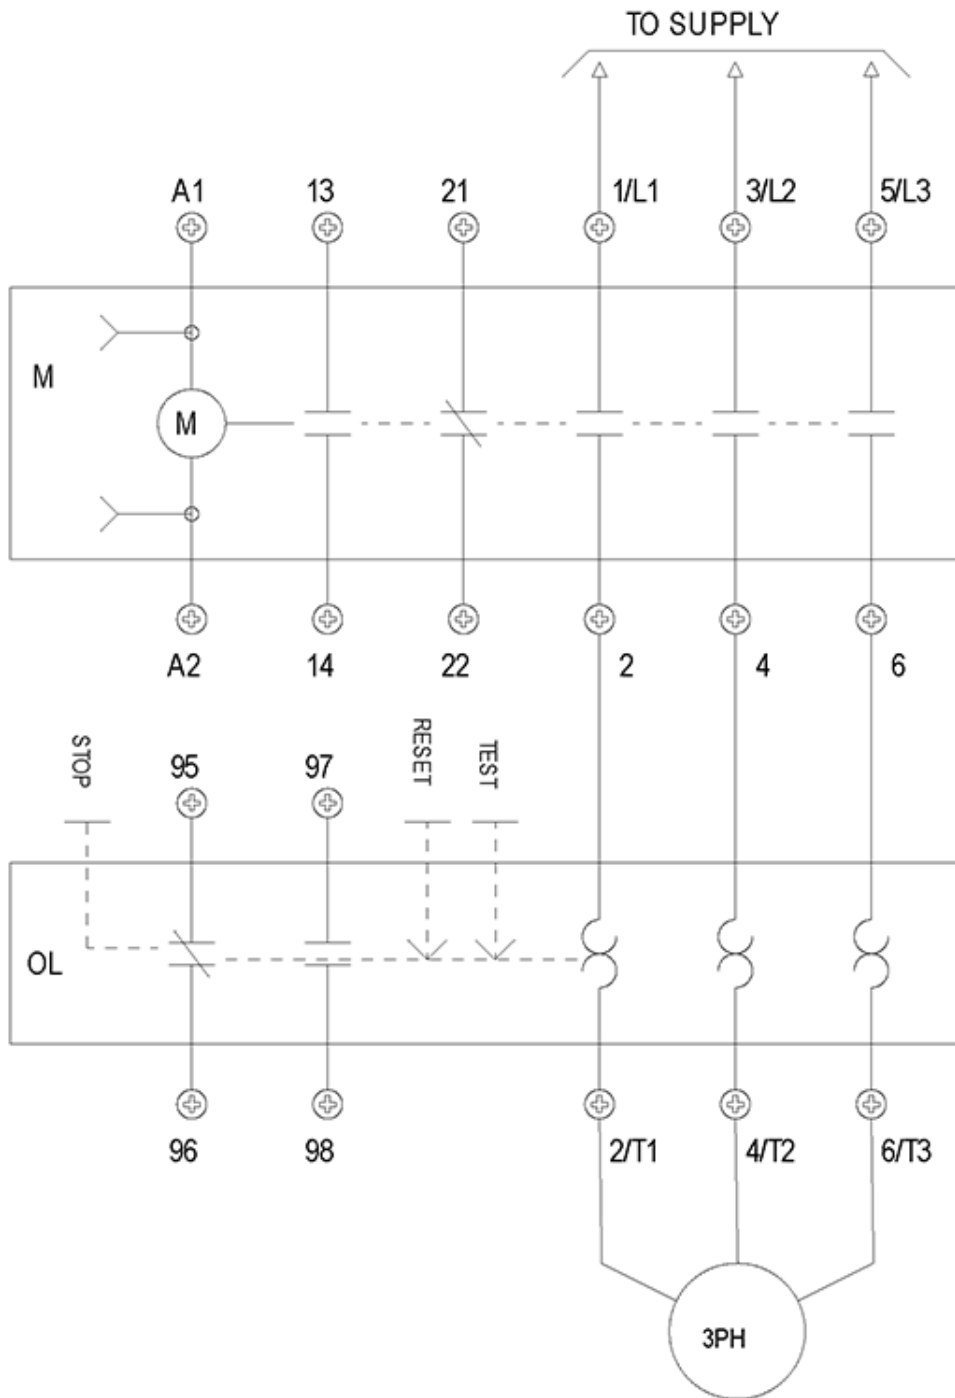 TO SUPPLY
A1 13 21 1/L1 3/L2 5/L3
M
M
A2 14 22 2 4 6
STOP 95 97 RESET TEST
OL
96 98 2/T1 4/T2 6/T3
3PH